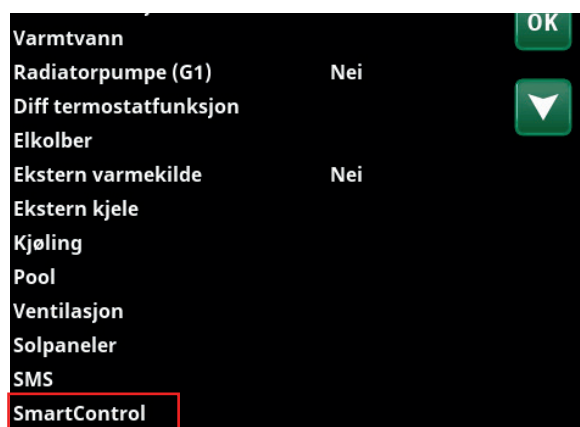 OK
Varmtvann
Radiatorpumpe (G1) Nei
Diff termostatfunksjon
Elkolber
Ekstern varmekilde Nei
Ekstern kjele
Kjøling
Pool
Ventilasjon
Solpaneler
SMS
SmartControl